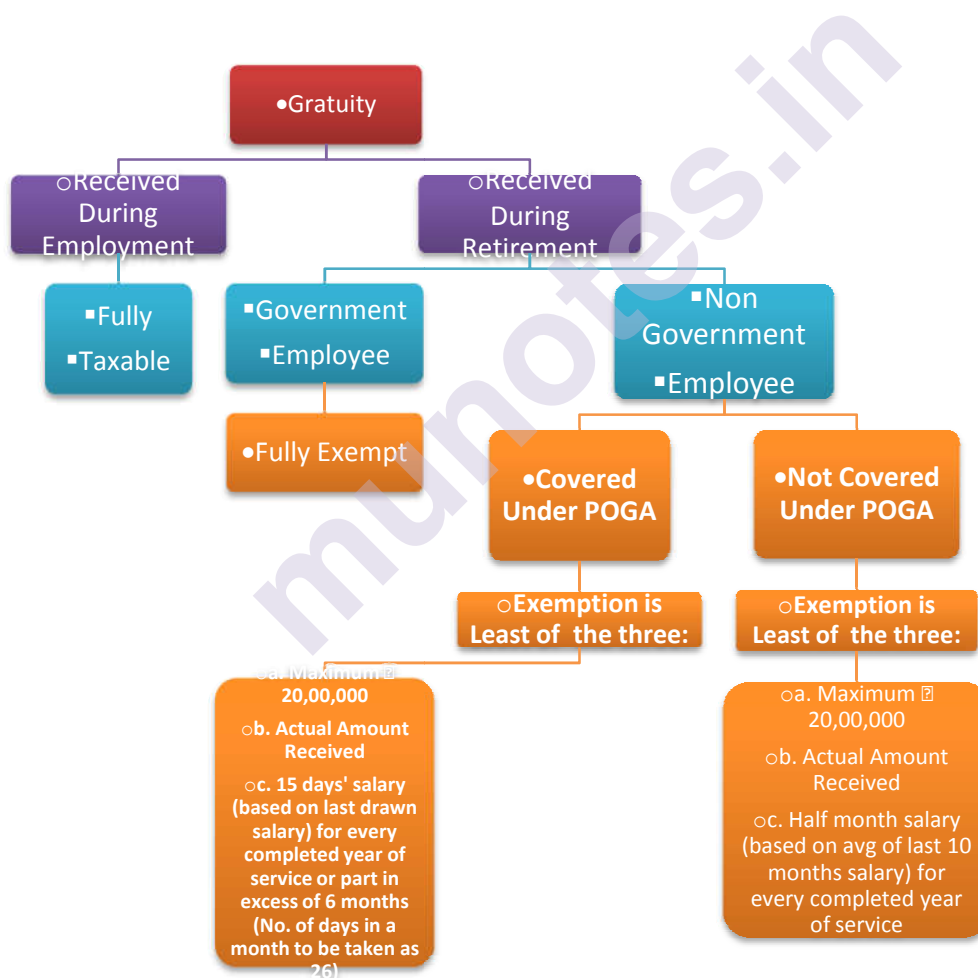 •Gratuity
○Received
During
Employment
○Received
During
Retirement
▪Fully
▪Taxable
▪Government
▪Employee
▪Non
Government
▪Employee
•Fully Exempt
•Covered
Under POGA
•Not Covered
Under POGA
○Exemption is
Least of the three:
○Exemption is
Least of the three:
○a. Maximum ⍰
20,00,000
○b. Actual Amount
Received
○c. 15 days' salary
(based on last drawn
salary) for every
completed year of
service or part in
excess of 6 months
(No. of days in a
month to be taken as
26)
○a. Maximum ⍰
20,00,000
○b. Actual Amount
Received
○c. Half month salary
(based on avg of last 10
months salary) for
every completed year
of service
munotes.in